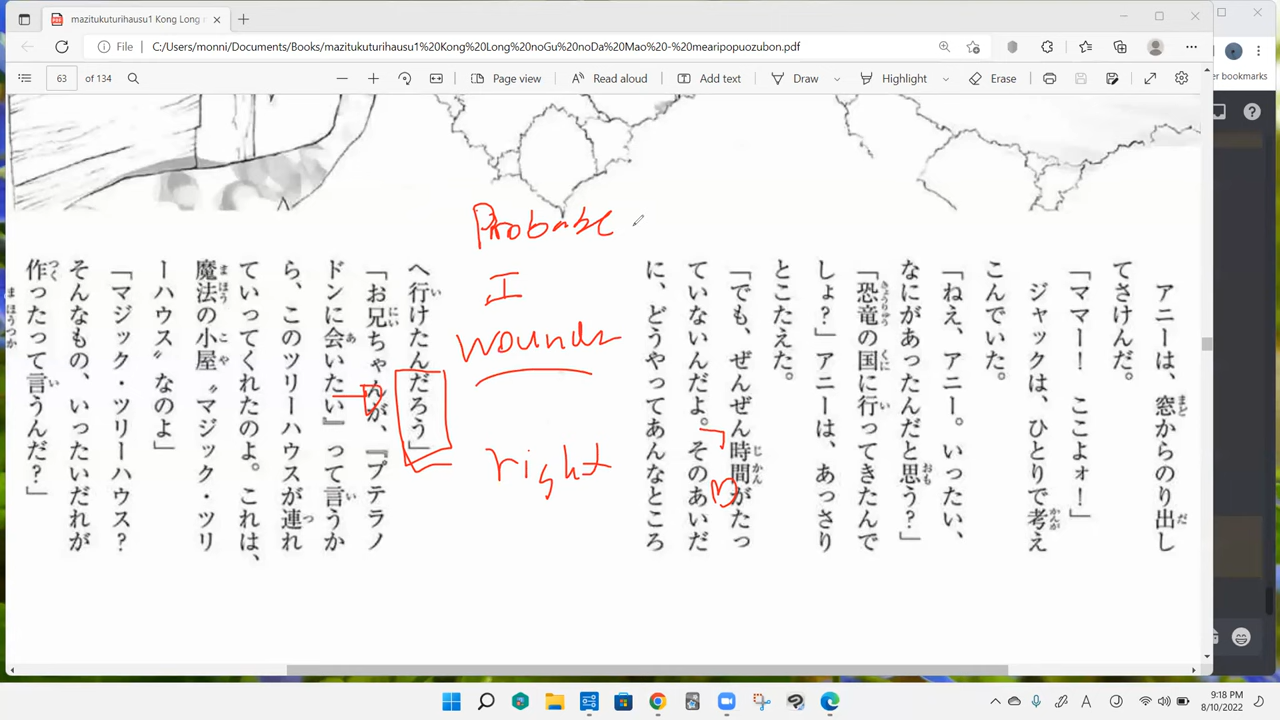 mazitukuturihausu1 Kong Long
File
C:/Users/monni/Documents/Books/mazitukuturihausu1%20Kong%20Long%20noGu%20noDa%20Mao%20-%20mearipopuozubon.pdf
er bookmarks
63 of 134
Page view
Read aloud
Add text
Draw
Highlight
Erase
アニーは、窓からのり出し
てさけんだ。
「ママー！　ここよォ！」
ジャックは、ひとりで考え
こんでいた。
「ねえ、アニー。いったい、
なにがあったんだと思う？」
「恐竜の国に行ってきたんで
しょ？」アニーは、あっさり
とこたえた。
「でも、ぜんぜん時間がたっ
ていないんだよ。そのあいだ
に、どうやってあんなところ
へ行けたんだろう」
「お兄ちゃんが、『プテラノ
ドンに会いたい』って言うか
ら、このツリーハウスが連れ
ていってくれたのよ。これは、
魔法の小屋〝マジック・ツリ
ーハウス〟なのよ」
「マジック・ツリーハウス？
そんなもの、いったいだれが
作ったって言うんだ？」
まほうつか
I
wounds
right
9:18 PM
8/10/2022